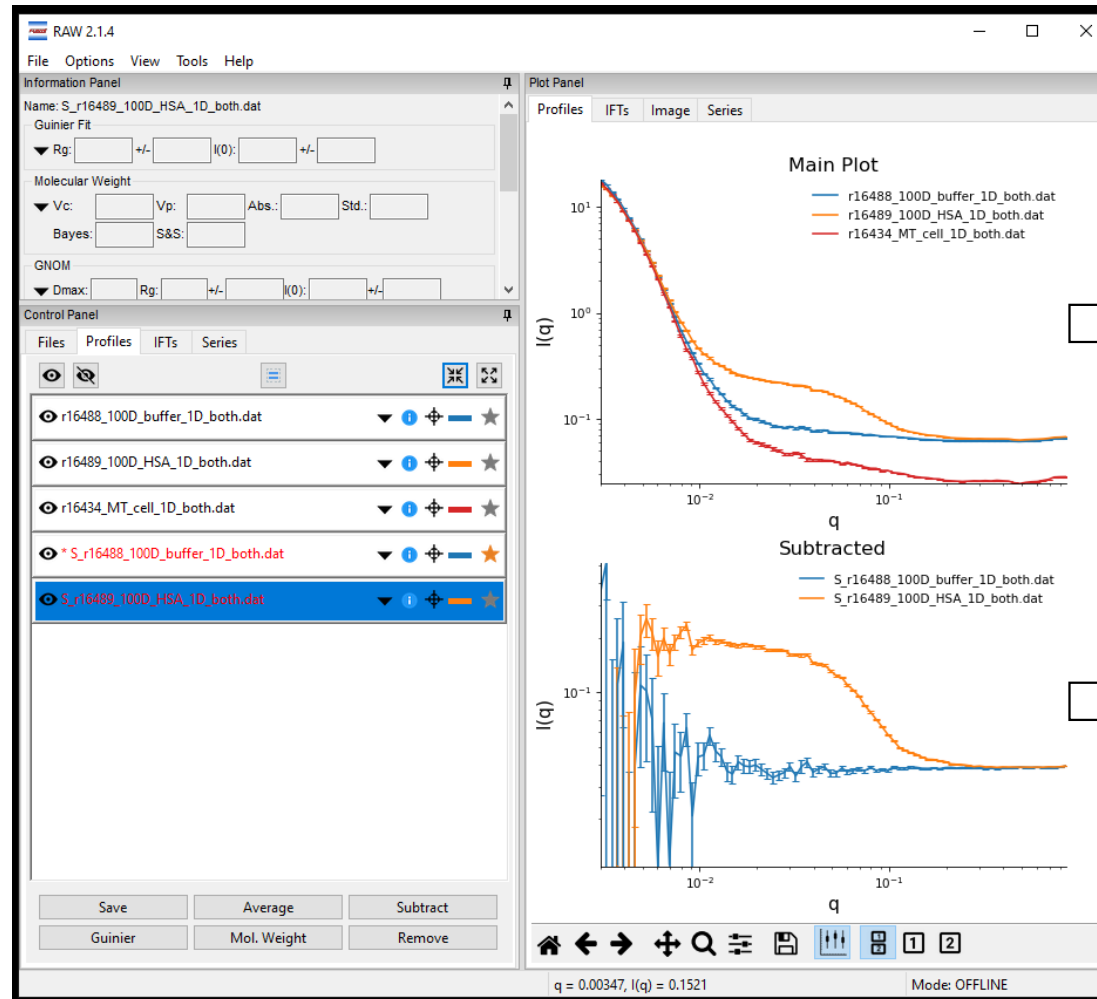 RAW 2.1.4
File Options View Tools Help
Information Panel
Name: S_r16489_100D_HSA_1D_both.dat
Guinier Fit
Rg: +/- I(0): +/-
Molecular Weight
Vc: Vp: Abs.: Std.:
Bayes: S&S:
GNOM
Dmax: Rg: +/- I(0): +/-
Control Panel
Files Profiles IFTs Series
r16488_100D_buffer_1D_both.dat
r16489_100D_HSA_1D_both.dat
r16434_MT_cell_1D_both.dat
* S_r16488_100D_buffer_1D_both.dat
S_r16489_100D_HSA_1D_both.dat
Save Average Subtract
Guinier Mol. Weight Remove
Plot Panel
Profiles IFTs Image Series
Main Plot
r16488_100D_buffer_1D_both.dat
r16489_100D_HSA_1D_both.dat
r16434_MT_cell_1D_both.dat
I(q)
10¹
10⁰
10⁻¹
10⁻² 10⁻¹
q
Subtracted
S_r16488_100D_buffer_1D_both.dat
S_r16489_100D_HSA_1D_both.dat
I(q)
10⁻¹
10⁻² 10⁻¹
q
1 2 1 2
q = 0.00347, I(q) = 0.1521 Mode: OFFLINE